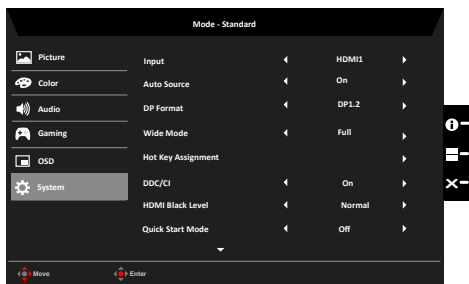 Mode - Standard
Picture
Color
Audio
Gaming
OSD
System
Input HDMI1
Auto Source On
DP Format DP1.2
Wide Mode Full
Hot Key Assignment
DDC/CI On
HDMI Black Level Normal
Quick Start Mode Off
Move Enter